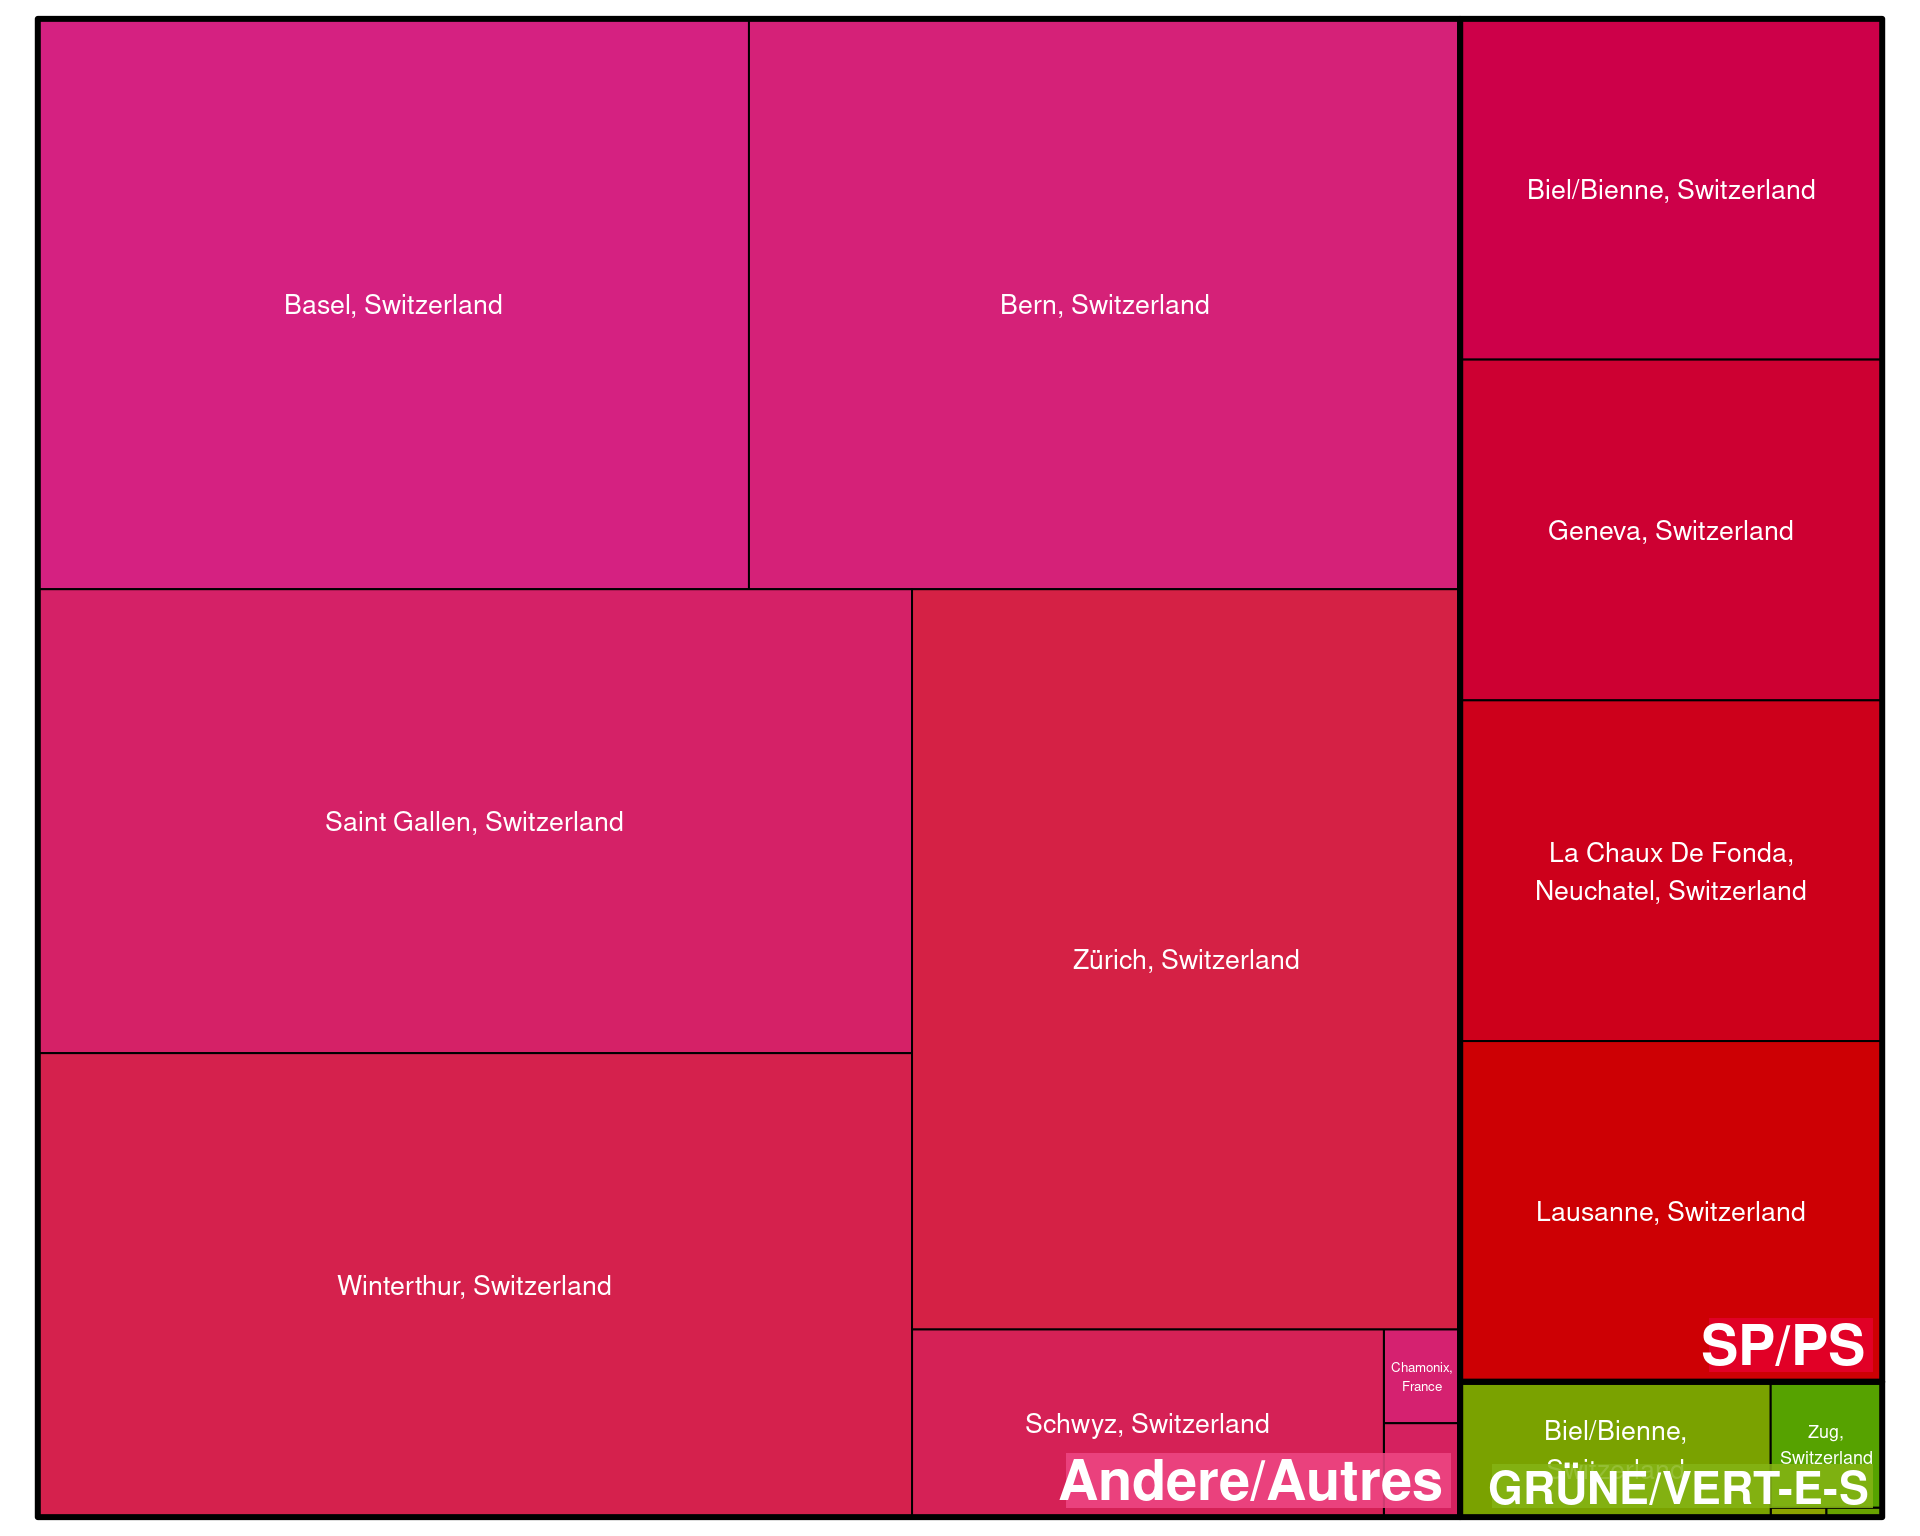 Basel, Switzerland
Bern, Switzerland
Biel/Bienne, Switzerland
Geneva, Switzerland
Saint Gallen, Switzerland
La Chaux De Fonda,
Neuchatel, Switzerland
Zürich, Switzerland
Lausanne, Switzerland
Winterthur, Switzerland
SP/PS
Chamonix,
France
Schwyz, Switzerland
Andere/Autres
Biel/Bienne,
Switzerland
Zug,
Switzerland
GRÜNE/VERT-E-S